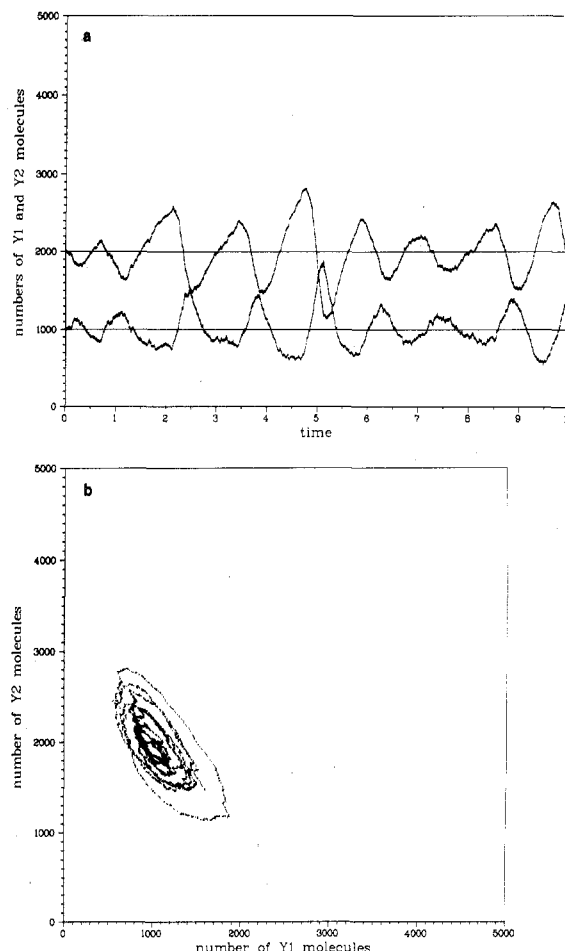 a
numbers of Y1 and Y2 molecules
5000
4000
3000
2000
1000
0
0 1 2 3 4 5 6 7 8 9
time
b
number of Y2 molecules
5000
4000
3000
2000
1000
0
0 1000 2000 3000 4000 5000
number of Y1 molecules